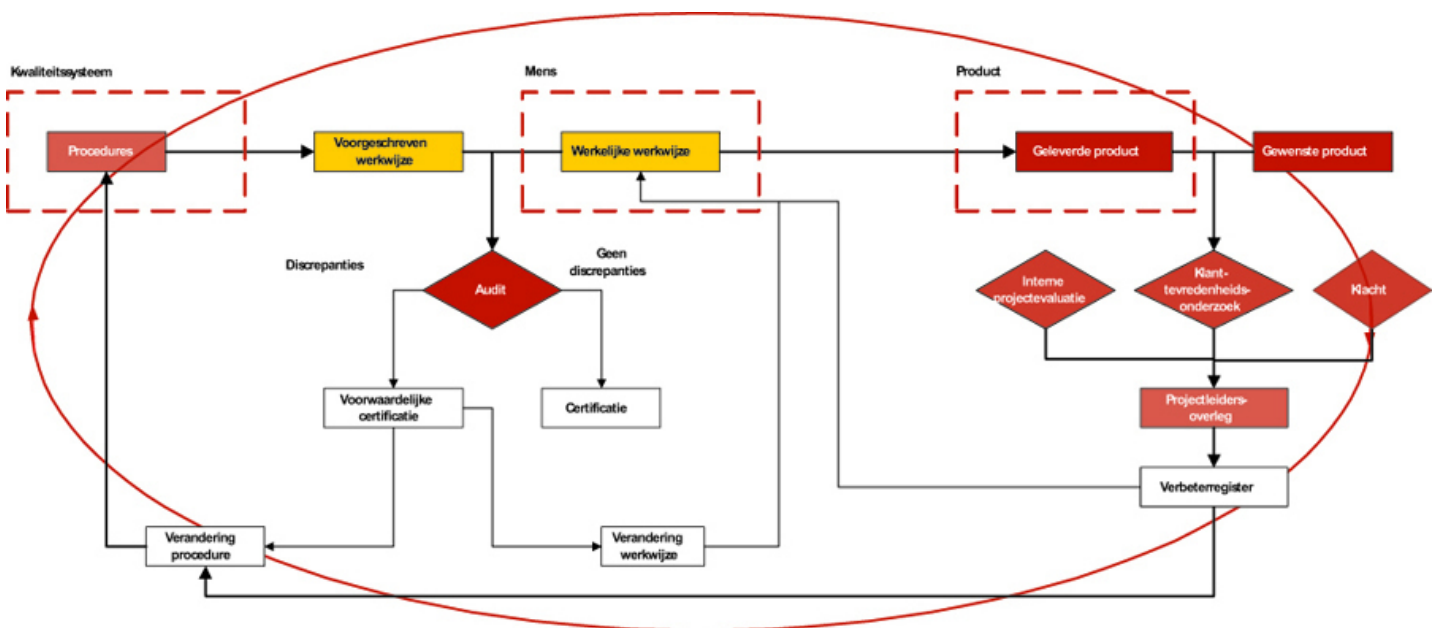 Kwaliteitssysteem
Mens
Product
Procedures
Voorgeschreven
werkwijze
Werkelijke werkwijze
Geleverde product
Gewenste product
Discrepanties
Geen
discrepanties
Audit
Interne
projectevaluatie
Klant-
tevredenheids-
onderzoek
Klacht
Voorwaardelijke
certificatie
Certificatie
Projectleiders-
overleg
Verbeterregister
Verandering
procedure
Verandering
werkwijze